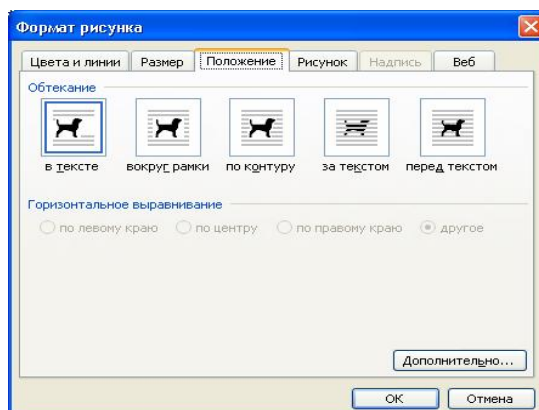 Формат рисунка
Цвета и линии Размер Положение Рисунок Надпись Веб
Обтекание
в тексте вокруг рамки по контуру за текстом перед текстом
Горизонтальное выравнивание
по левому краю по центру по правому краю другое
Дополнительно...
ОК Отмена